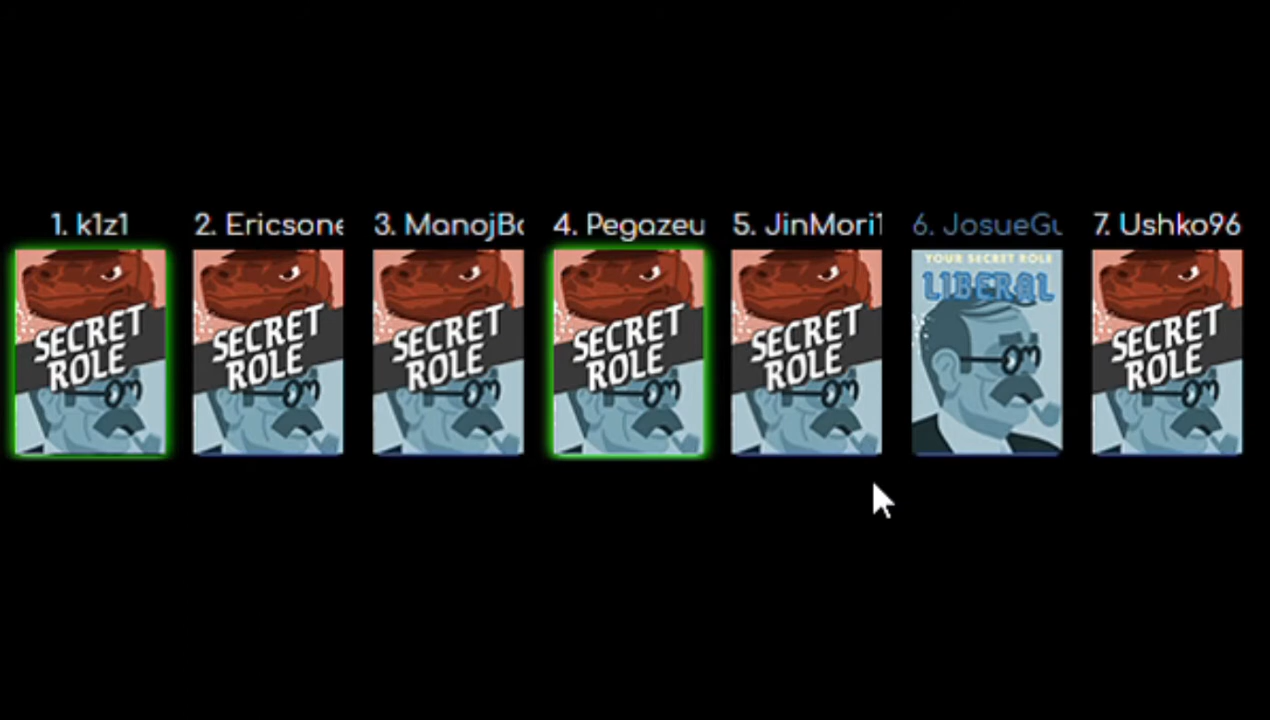 1. k1z1
2. Ericsone
3. ManojBa
4. Pegazeu
5. JinMori1
6. JosueGu
7. Ushko96
SECRET ROLE
SECRET ROLE
SECRET ROLE
SECRET ROLE
SECRET ROLE
YOUR SECRET ROLE
LIBERAL
SECRET ROLE